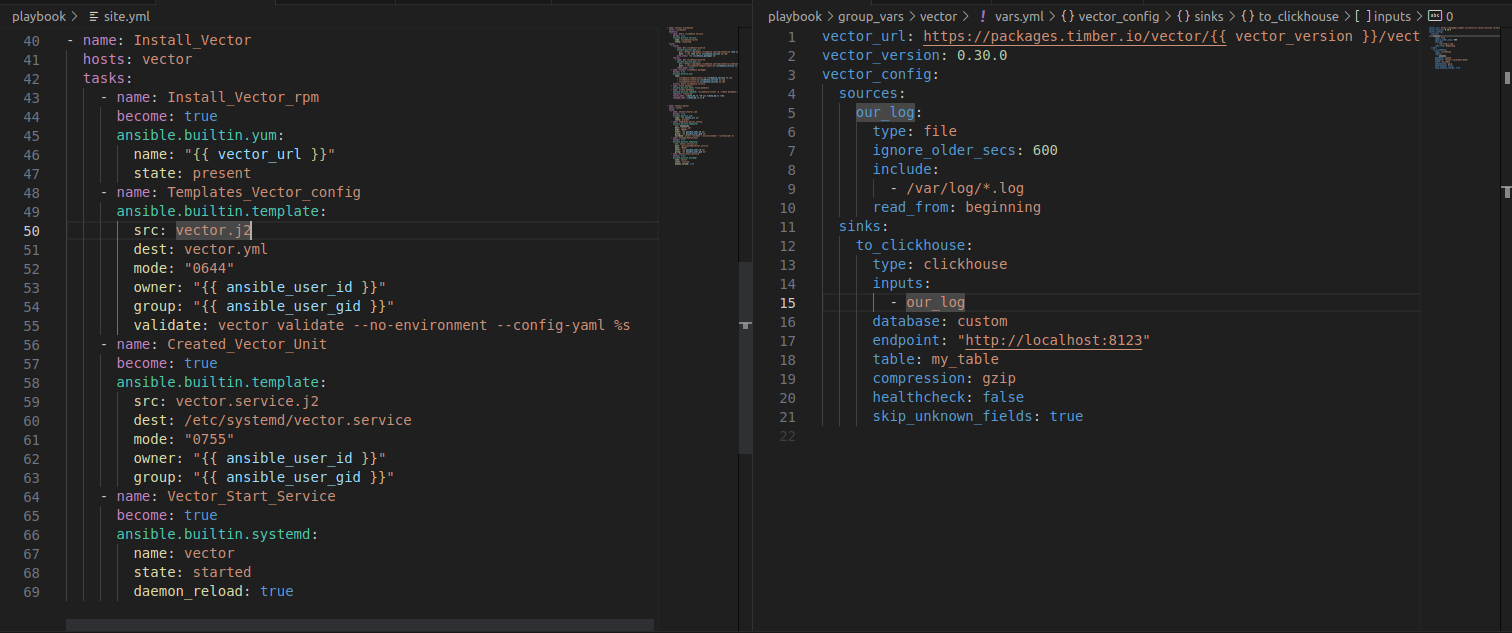 playbook > site.yml
40 - name: Install_Vector
41 hosts: vector
42 tasks:
43 - name: Install_Vector_rpm
44 become: true
45 ansible.builtin.yum:
46 name: "{{ vector_url }}"
47 state: present
48 - name: Templates_Vector_config
49 ansible.builtin.template:
50 src: vector.j2
51 dest: vector.yml
52 mode: "0644"
53 owner: "{{ ansible_user_id }}"
54 group: "{{ ansible_user_gid }}"
55 validate: vector validate --no-environment --config-yaml %s
56 - name: Created_Vector_Unit
57 become: true
58 ansible.builtin.template:
59 src: vector.service.j2
60 dest: /etc/systemd/vector.service
61 mode: "0755"
62 owner: "{{ ansible_user_id }}"
63 group: "{{ ansible_user_gid }}"
64 - name: Vector_Start_Service
65 become: true
66 ansible.builtin.systemd:
67 name: vector
68 state: started
69 daemon_reload: true
playbook > group_vars > vector > ! vars.yml > {} vector_config > {} sinks > {} to_clickhouse > [ ] inputs > abc 0
1 vector_url: https://packages.timber.io/vector/{{ vector_version }}/vect
2 vector_version: 0.30.0
3 vector_config:
4 sources:
5 our_log:
6 type: file
7 ignore_older_secs: 600
8 include:
9 - /var/log/*.log
10 read_from: beginning
11 sinks:
12 to_clickhouse:
13 type: clickhouse
14 inputs:
15 - our_log
16 database: custom
17 endpoint: "http://localhost:8123"
18 table: my_table
19 compression: gzip
20 healthcheck: false
21 skip_unknown_fields: true
22